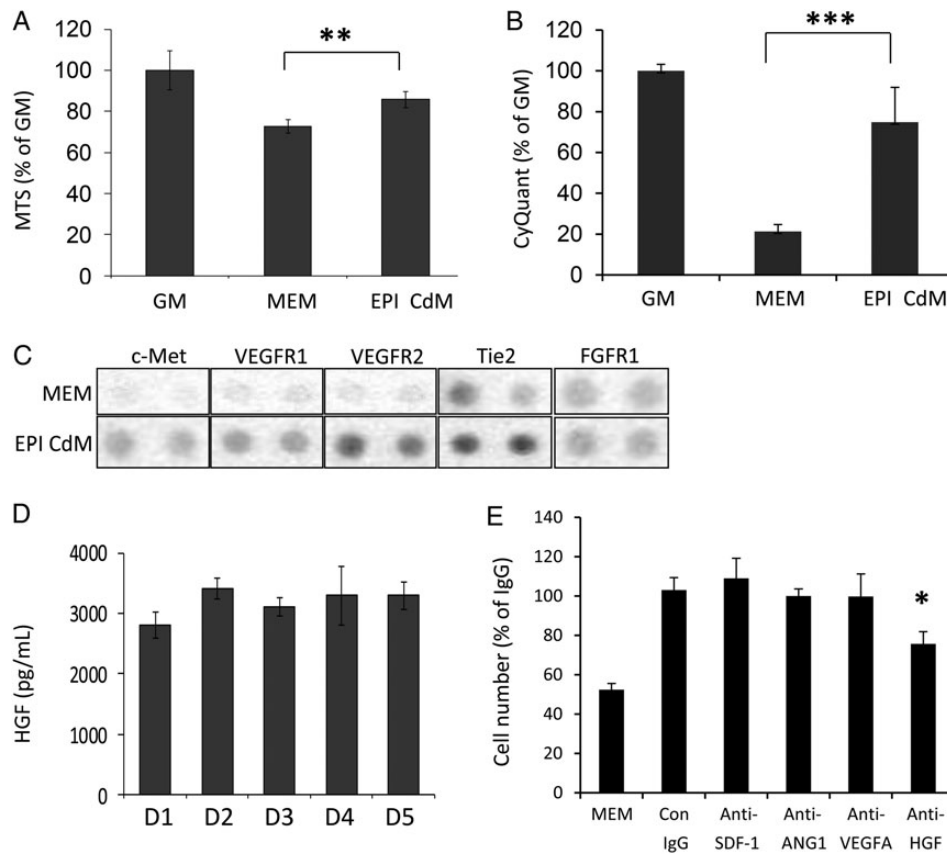 A
MTS (% of GM)
120
100
80
60
40
20
0
**
GM MEM EPI CdM
B
CyQuant (% of GM)
120
100
80
60
40
20
0
***
GM MEM EPI CdM
C
c-Met VEGFR1 VEGFR2 Tie2 FGFR1
MEM
EPI CdM
D
HGF (pg/mL)
4000
3000
2000
1000
0
D1 D2 D3 D4 D5
E
Cell number (% of IgG)
140
120
100
80
60
40
20
0
*
MEM Con Anti- Anti- Anti- Anti-
IgG SDF-1 ANG1 VEGFA HGF